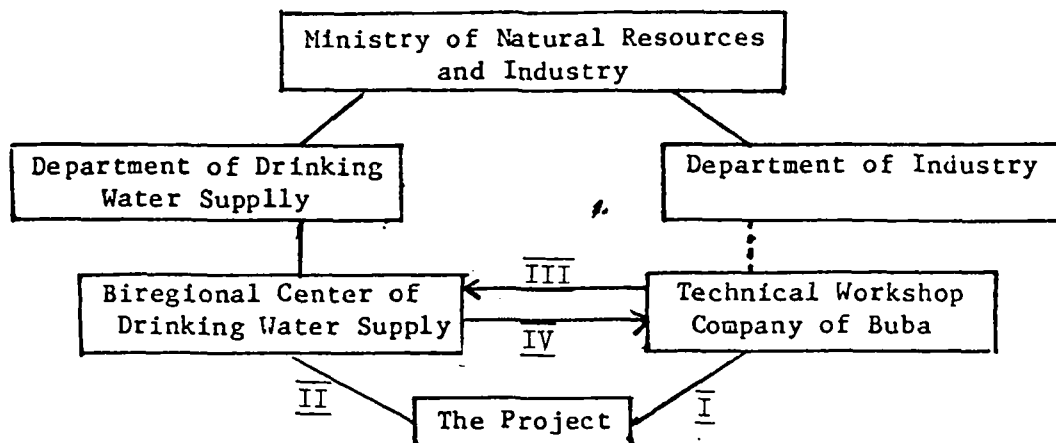 Ministry of Natural Resources
and Industry
Department of Drinking
Water Supplly
Department of Industry
Biregional Center of
Drinking Water Supply
III
IV
Technical Workshop
Company of Buba
II
The Project
I